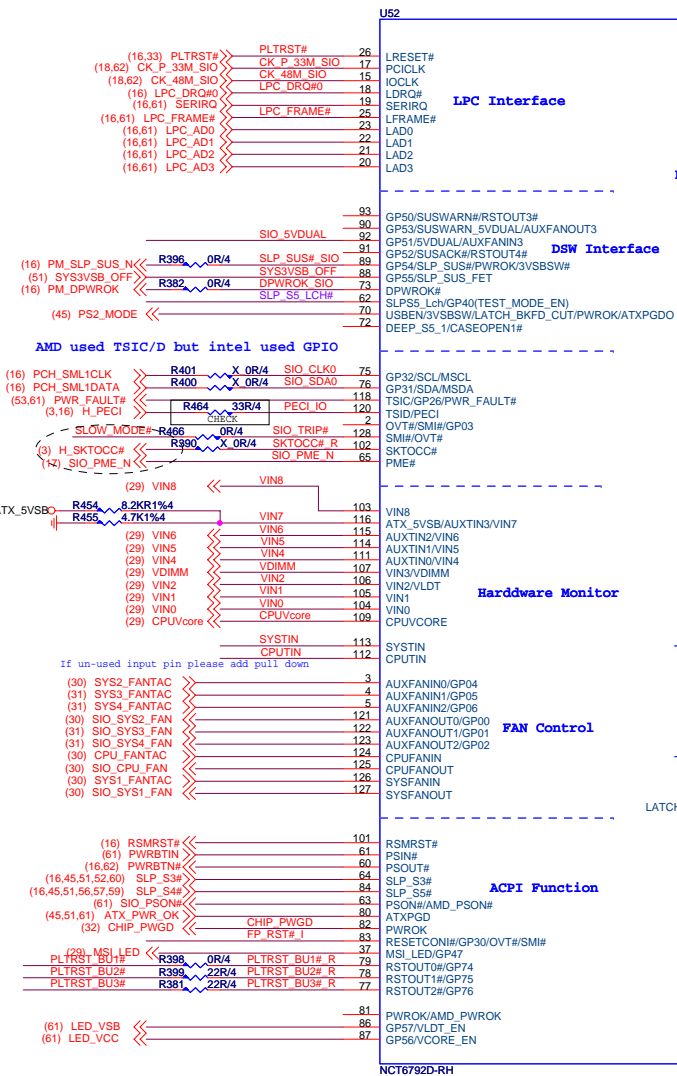 U52
(16,33) PLTRST# PLTRST# 26 LRESET#
(18,62) CK_P_33M_SIO CK_P_33M_SIO 17 PCICLK
(18,62) CK_48M_SIO CK_48M_SIO 15 IOCLK
(16) LPC_DRQ#0 LPC_DRQ#0 18 LDRQ#
(16,61) SERIRQ 19 SERIRQ
(16,61) LPC_FRAME# LPC_FRAME# 25 LFRAME#
(16,61) LPC_AD0 23 LAD0
(16,61) LPC_AD1 22 LAD1
(16,61) LPC_AD2 21 LAD2
(16,61) LPC_AD3 20 LAD3
LPC Interface
93 GP50/SUSWARN#/RSTOUT3#
90 GP53/SUSWARN_5VDUAL/AUXFANOUT3
SIO_5VDUAL 92 GP51/5VDUAL/AUXFANIN3
91 GP52/SUSACK#/RSTOUT4#
(16) PM_SLP_SUS_N R396 0R/4 SLP_SUS#_SIO 89 GP54/SLP_SUS#/PWROK/3VSBSW#
(51) SYS3VSB_OFF SYS3VSB_OFF 88 GP55/SLP_SUS_FET
(16) PM_DPWROK R382 0R/4 DPWROK_SIO 73 DPWROK#
SLP_S5_LCH# 62 SLPS5_Lch/GP40(TEST_MODE_EN)
(45) PS2_MODE 70 USBEN/3VSBSW/LATCH_BKFD_CUT/PWROK/ATXPGDO
72 DEEP_S5_1/CASEOPEN1#
DSW Interface
AMD used TSIC/D but intel used GPIO
(16) PCH_SML1CLK R401 X_0R/4 SIO_CLK0 75 GP32/SCL/MSCL
(16) PCH_SML1DATA R400 X_0R/4 SIO_SDA0 76 GP31/SDA/MSDA
(53,61) PWR_FAULT# 118 TSIC/GP26/PWR_FAULT#
(3,16) H_PECI R464 33R/4 PECI_IO 120 TSID/PECI
CHECK
2 OVT#/SMI#/GP03
SLOW_MODE# R466 0R/4 SIO_TRIP# 128 SMI#/OVT#
(3) H_SKTOCC# R390 X_0R/4 SKTOCC#_R 102 SKTOCC#
(17) SIO_PME_N SIO_PME_N 65 PME#
(29) VIN8 VIN8 103 VIN8
ATX_5VSB R454 8.2KR1%4
R455 4.7K1%4 VIN7 116 ATX_5VSB/AUXTIN3/VIN7
(29) VIN6 VIN6 115 AUXTIN2/VIN6
(29) VIN5 VIN5 114 AUXTIN1/VIN5
(29) VIN4 VIN4 111 AUXTIN0/VIN4
(29) VDIMM VDIMM 107 VIN3/VDIMM
(29) VIN2 VIN2 106 VIN2/VLDT
(29) VIN1 VIN1 105 VIN1
(29) VIN0 VIN0 104 VIN0
(29) CPUVcore CPUVcore 109 CPUVCORE
Harddware Monitor
SYSTIN 113 SYSTIN
CPUTIN 112 CPUTIN
If un-used input pin please add pull down
(30) SYS2_FANTAC 3 AUXFANIN0/GP04
(31) SYS3_FANTAC 4 AUXFANIN1/GP05
(31) SYS4_FANTAC 5 AUXFANIN2/GP06
(30) SIO_SYS2_FAN 121 AUXFANOUT0/GP00
(31) SIO_SYS3_FAN 122 AUXFANOUT1/GP01
(31) SIO_SYS4_FAN 123 AUXFANOUT2/GP02
(30) CPU_FANTAC 124 CPUFANIN
(30) SIO_CPU_FAN 125 CPUFANOUT
(30) SYS1_FANTAC 126 SYSFANIN
(30) SIO_SYS1_FAN 127 SYSFANOUT
FAN Control
LATCH
(16) RSMRST# 101 RSMRST#
(61) PWRBTIN 61 PSIN#
(16,62) PWRBTN# 60 PSOUT#
(16,45,51,52,60) SLP_S3# 64 SLP_S3#
(16,45,51,56,57,59) SLP_S4# 84 SLP_S5#
(61) SIO_PSON# 63 PSON#/AMD_PSON#
(45,51,61) ATX_PWR_OK 80 ATXPGD
(32) CHIP_PWGD CHIP_PWGD 82 PWROK
FP_RST#_I 83 RESETCONI#/GP30/OVT#/SMI#
(29) MSI_LED 37 MSI_LED/GP47
PLTRST_BU1# R398 0R/4 PLTRST_BU1#_R 79 RSTOUT0#/GP74
PLTRST_BU2# R399 22R/4 PLTRST_BU2#_R 78 RSTOUT1#/GP75
PLTRST_BU3# R381 22R/4 PLTRST_BU3#_R 77 RSTOUT2#/GP76
ACPI Function
81 PWROK/AMD_PWROK
(61) LED_VSB 86 GP57/VLDT_EN
(61) LED_VCC 87 GP56/VCORE_EN
NCT6792D-RH